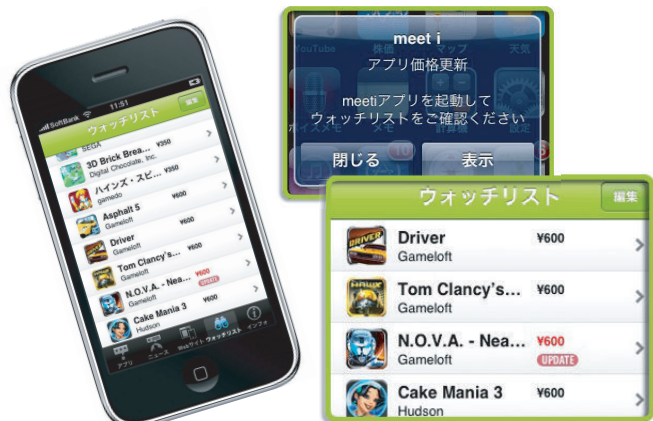 SoftBank 11:51
ウォッチリスト 編集
SEGA ¥350
3D Brick Brea... ¥350
Digital Chocolate, Inc.
ハインズ・スピ... ¥350
gamedo
Asphalt 5 ¥600
Gameloft
Driver ¥600
Gameloft
Tom Clancy's... ¥600
Gameloft
N.O.V.A. - Nea... ¥600
Gameloft UPDATE
Cake Mania 3 ¥600
Hudson
アプリ ニュース Webサイト ウォッチリスト インフォ
YouTube 株価 マップ 天気
meet i
アプリ価格更新
meetiアプリを起動して
ウォッチリストをご確認ください
ボイスメモ メモ 計算機 設定
閉じる 表示
ウォッチリスト 編集
Driver ¥600
Gameloft
Tom Clancy's... ¥600
Gameloft
N.O.V.A. - Nea... ¥600
Gameloft UPDATE
Cake Mania 3 ¥600
Hudson